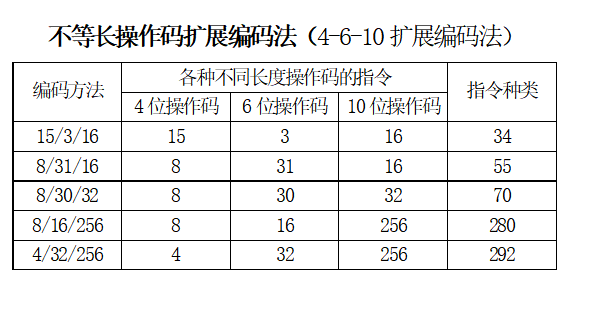 不等长操作码扩展编码法（4-6-10 扩展编码法）
编码方法 各种不同长度操作码的指令 指令种类
4 位操作码 6 位操作码 10 位操作码
15/3/16 15 3 16 34
8/31/16 8 31 16 55
8/30/32 8 30 32 70
8/16/256 8 16 256 280
4/32/256 4 32 256 292